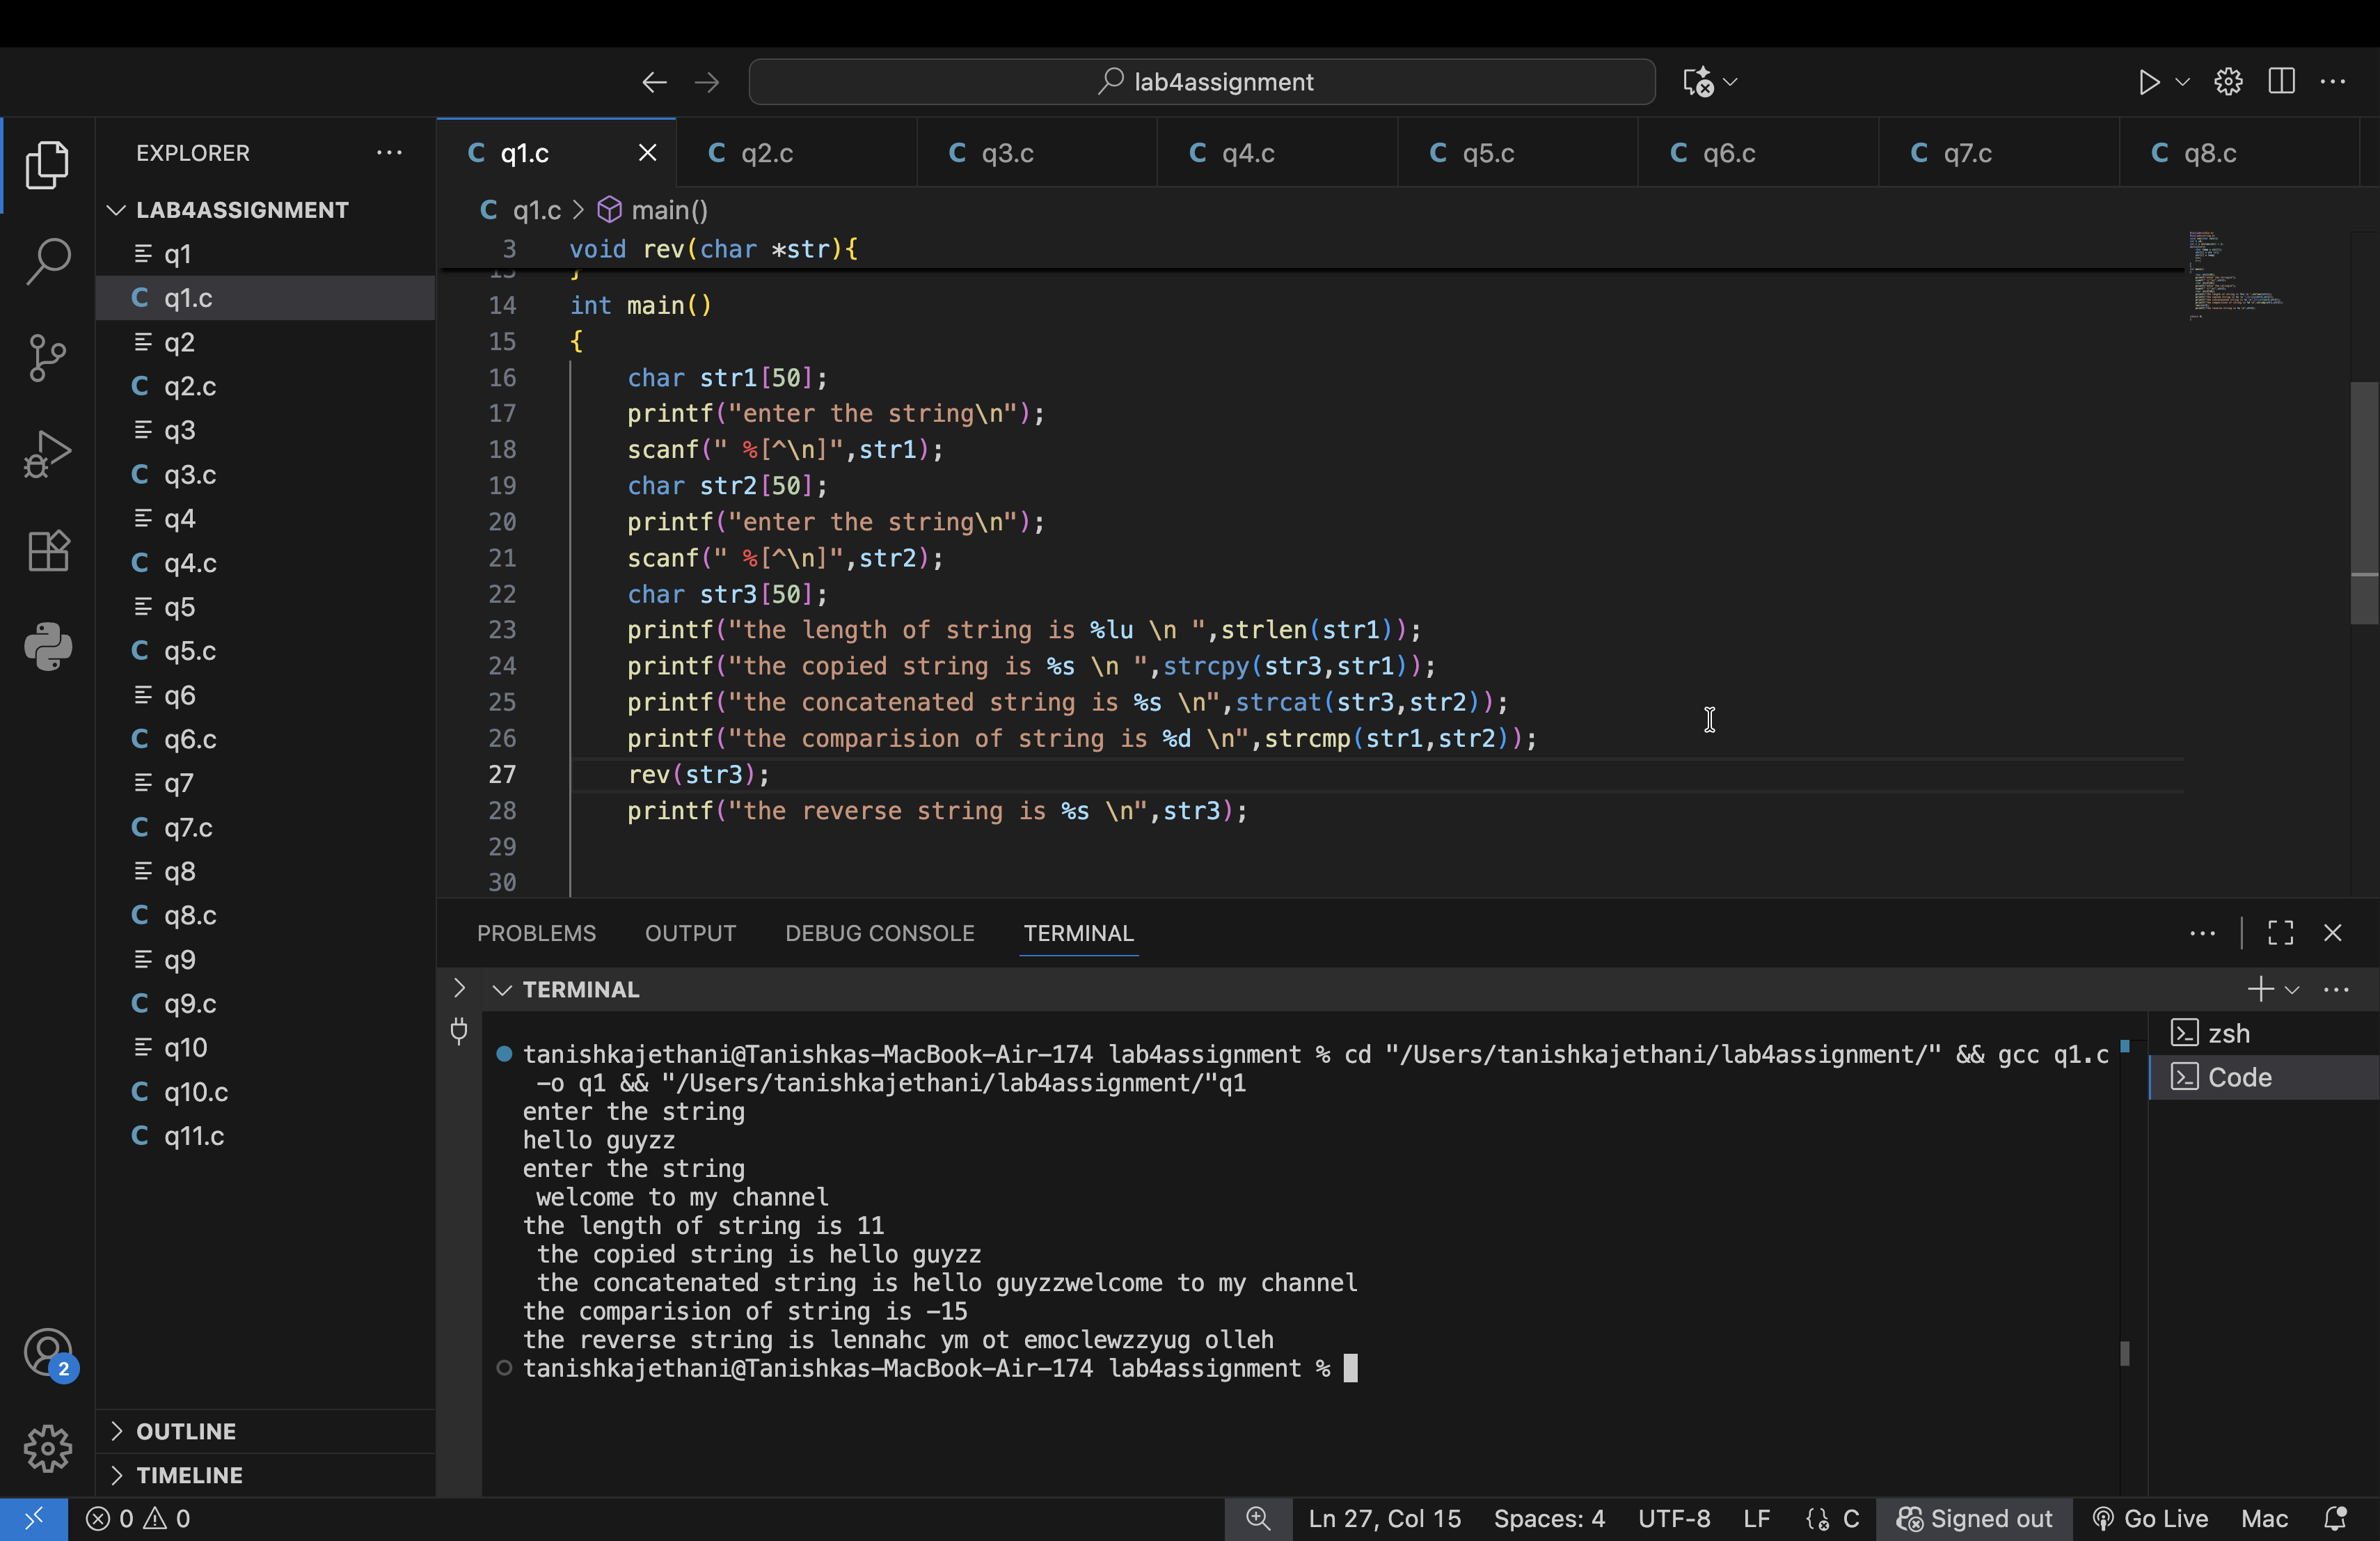 lab4assignment
EXPLORER
q1.c
q2.c
q3.c
q4.c
q5.c
q6.c
q7.c
q8.c
LAB4ASSIGNMENT
q1
q1.c
q2
q2.c
q3
q3.c
q4
q4.c
q5
q5.c
q6
q6.c
q7
q7.c
q8
q8.c
q9
q9.c
q10
q10.c
q11.c
OUTLINE
TIMELINE
q1.c > main()
3 void rev(char *str){
13 }
14 int main()
15 {
16 char str1[50];
17 printf("enter the string\n");
18 scanf(" %[^\n]",str1);
19 char str2[50];
20 printf("enter the string\n");
21 scanf(" %[^\n]",str2);
22 char str3[50];
23 printf("the length of string is %lu \n ",strlen(str1));
24 printf("the copied string is %s \n ",strcpy(str3,str1));
25 printf("the concatenated string is %s \n",strcat(str3,str2));
26 printf("the comparision of string is %d \n",strcmp(str1,str2));
27 rev(str3);
28 printf("the reverse string is %s \n",str3);
29
30
PROBLEMS OUTPUT DEBUG CONSOLE TERMINAL
TERMINAL
zsh
Code
tanishkajethani@Tanishkas-MacBook-Air-174 lab4assignment % cd "/Users/tanishkajethani/lab4assignment/" && gcc q1.c
-o q1 && "/Users/tanishkajethani/lab4assignment/"q1
enter the string
hello guyzz
enter the string
welcome to my channel
the length of string is 11
the copied string is hello guyzz
the concatenated string is hello guyzzwelcome to my channel
the comparision of string is -15
the reverse string is lennahc ym ot emoclewzzyug olleh
tanishkajethani@Tanishkas-MacBook-Air-174 lab4assignment %
2
0 0 Ln 27, Col 15 Spaces: 4 UTF-8 LF C Signed out Go Live Mac